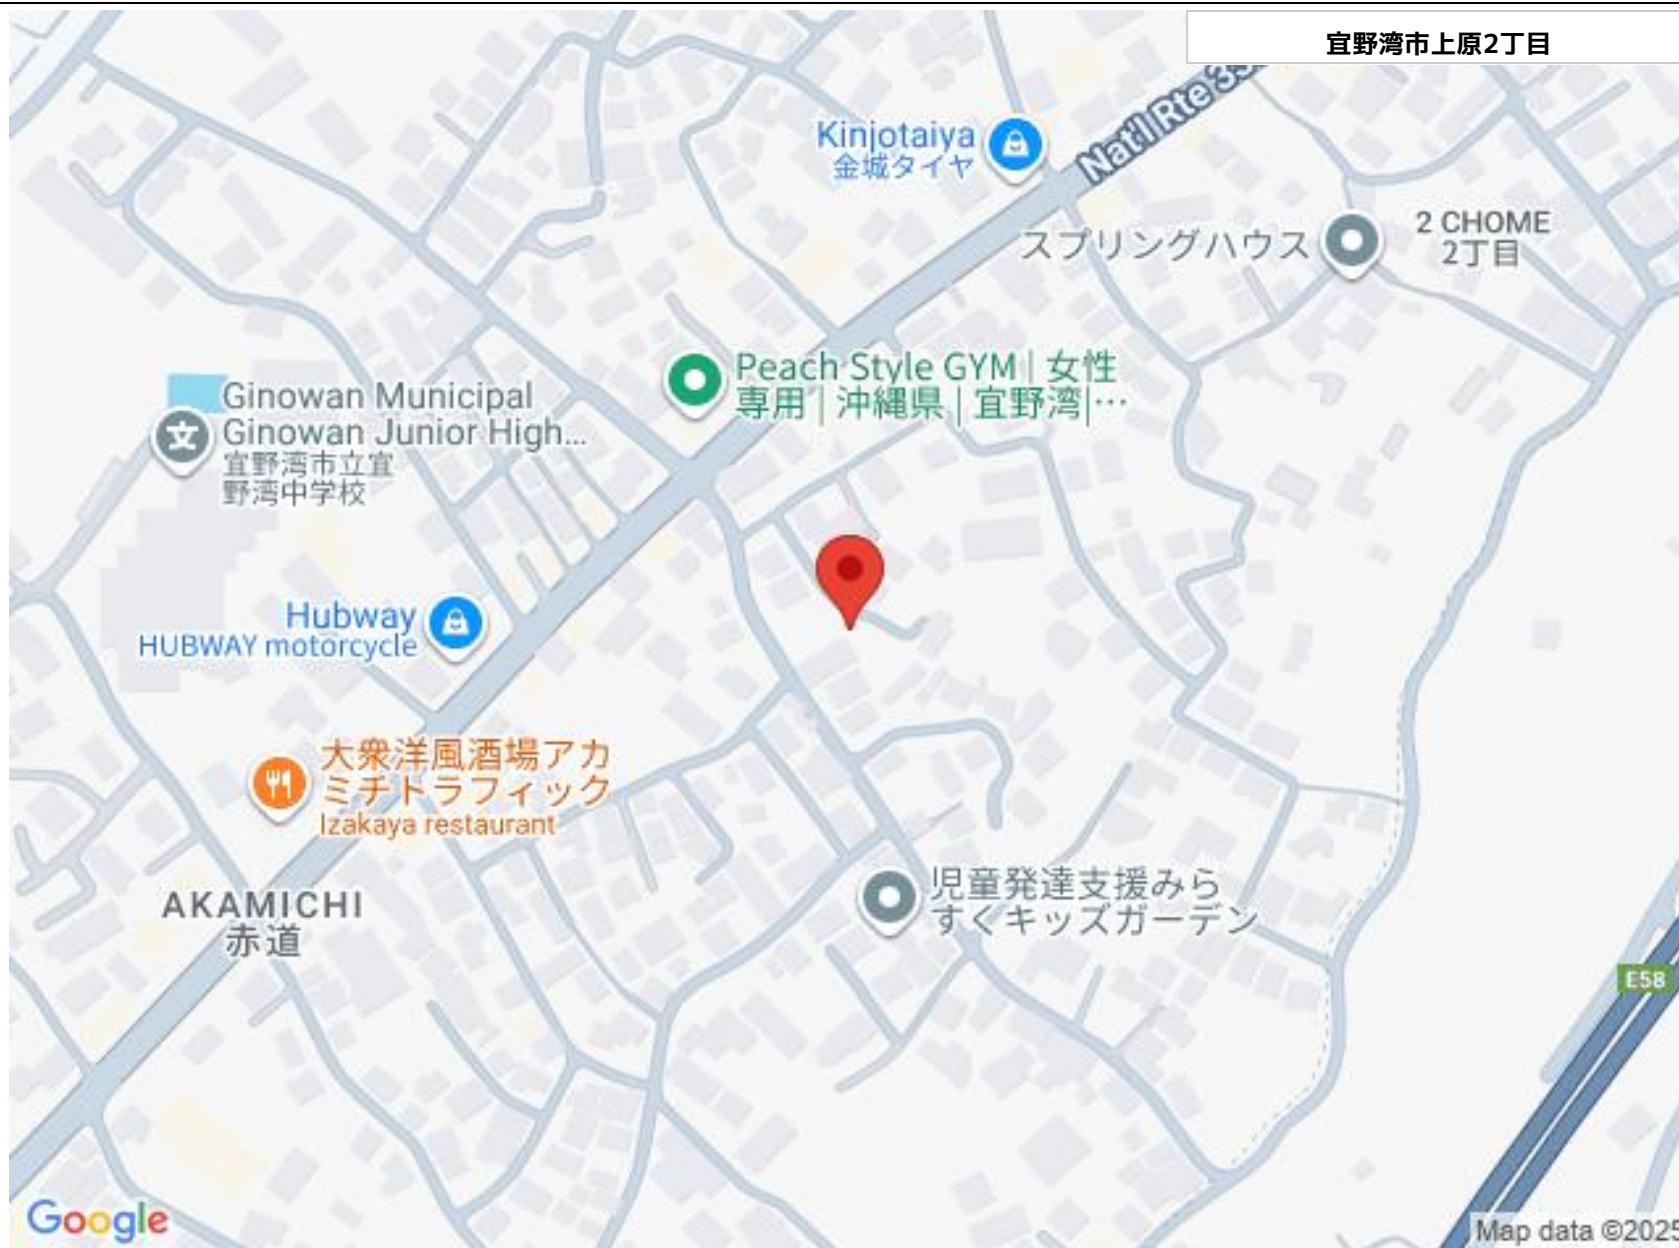 宜野湾市上原2丁目
Nat'l Rte 33
Kinjotaiya
金城タイヤ
スプリングハウス
2 CHOME
2丁目
Peach Style GYM | 女性
専用 | 沖縄県 | 宜野湾|…
Ginowan Municipal
Ginowan Junior High...
宜野湾市立宜
野湾中学校
文
Hubway
HUBWAY motorcycle
大衆洋風酒場アカ
ミチトラフィック
Izakaya restaurant
AKAMICHI
赤道
児童発達支援みら
すくキッズガーデン
E58
Google
Map data ©2025